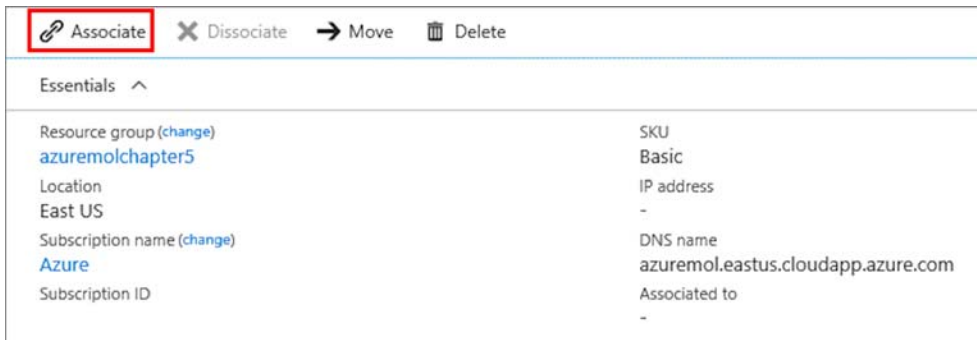 Associate Dissociate Move Delete
Essentials
Resource group (change)
azuremolchapter5
Location
East US
Subscription name (change)
Azure
Subscription ID
SKU
Basic
IP address
-
DNS name
azuremol.eastus.cloudapp.azure.com
Associated to
-